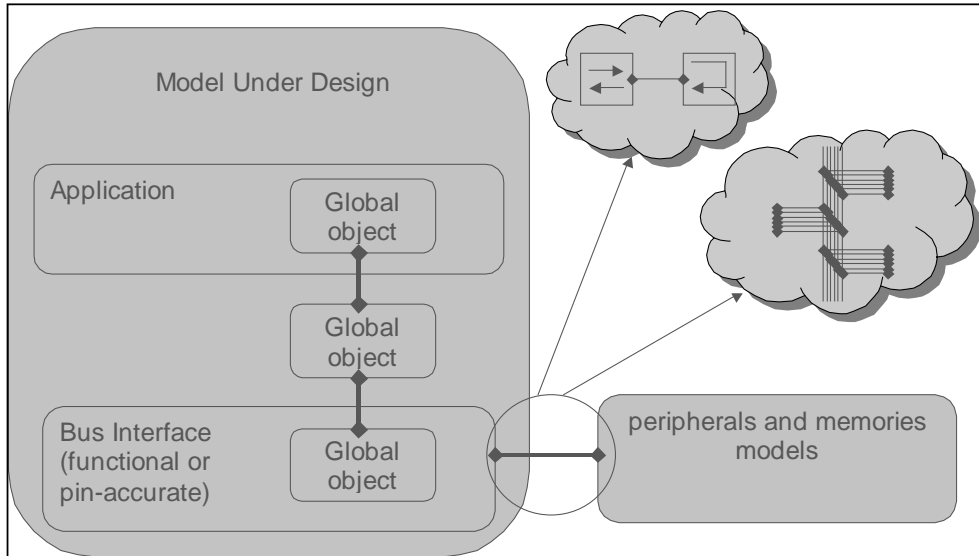 Model Under Design
Application
Global
object
Global
object
Bus Interface
(functional or
pin-accurate)
Global
object
peripherals and memories
models